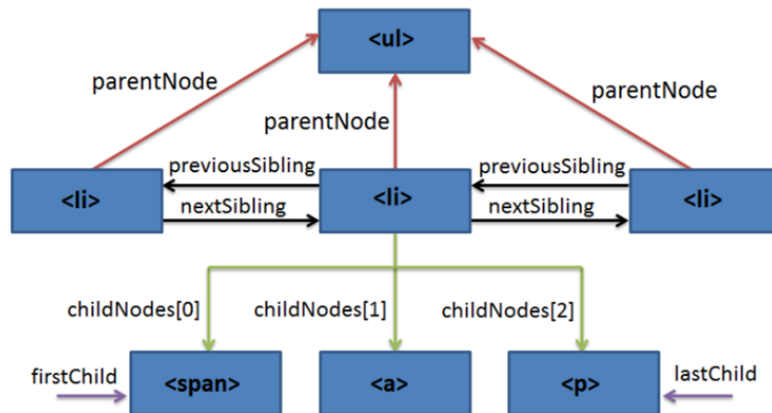 <ul>
parentNode
parentNode
parentNode
previousSibling
previousSibling
<li>
<li>
<li>
nextSibling
nextSibling
childNodes[0]
childNodes[1]
childNodes[2]
firstChild
<span>
<a>
<p>
lastChild